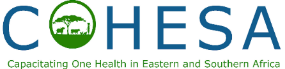 COHESA
Capacitating One Health in Eastern and Southern Africa